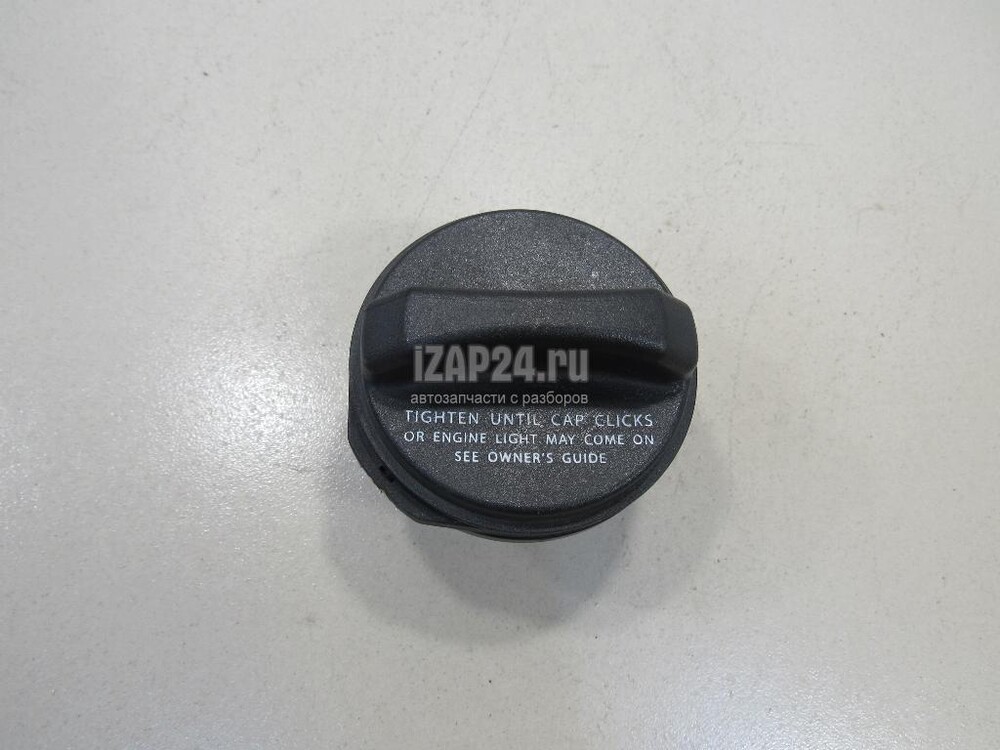 iZAP24.ru
автозапчасти с разборов
TIGHTEN UNTIL CAP CLICKS
OR ENGINE LIGHT MAY COME ON
SEE OWNER'S GUIDE